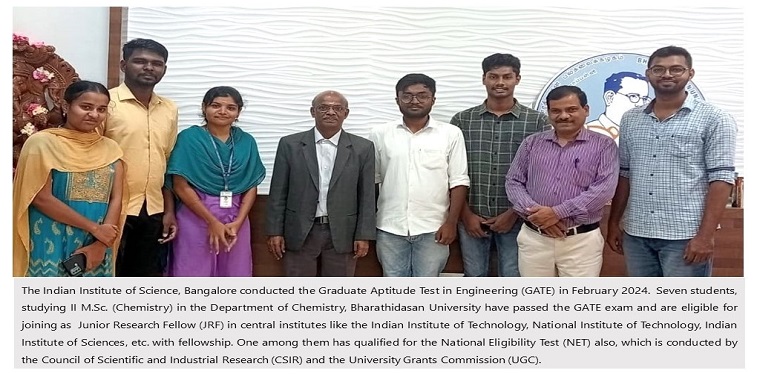 The Indian Institute of Science, Bangalore conducted the Graduate Aptitude Test in Engineering (GATE) in February 2024. Seven students,
studying II M.Sc. (Chemistry) in the Department of Chemistry, Bharathidasan University have passed the GATE exam and are eligible for
joining as Junior Research Fellow (JRF) in central institutes like the Indian Institute of Technology, National Institute of Technology, Indian
Institute of Sciences, etc. with fellowship. One among them has qualified for the National Eligibility Test (NET) also, which is conducted by
the Council of Scientific and Industrial Research (CSIR) and the University Grants Commission (UGC).